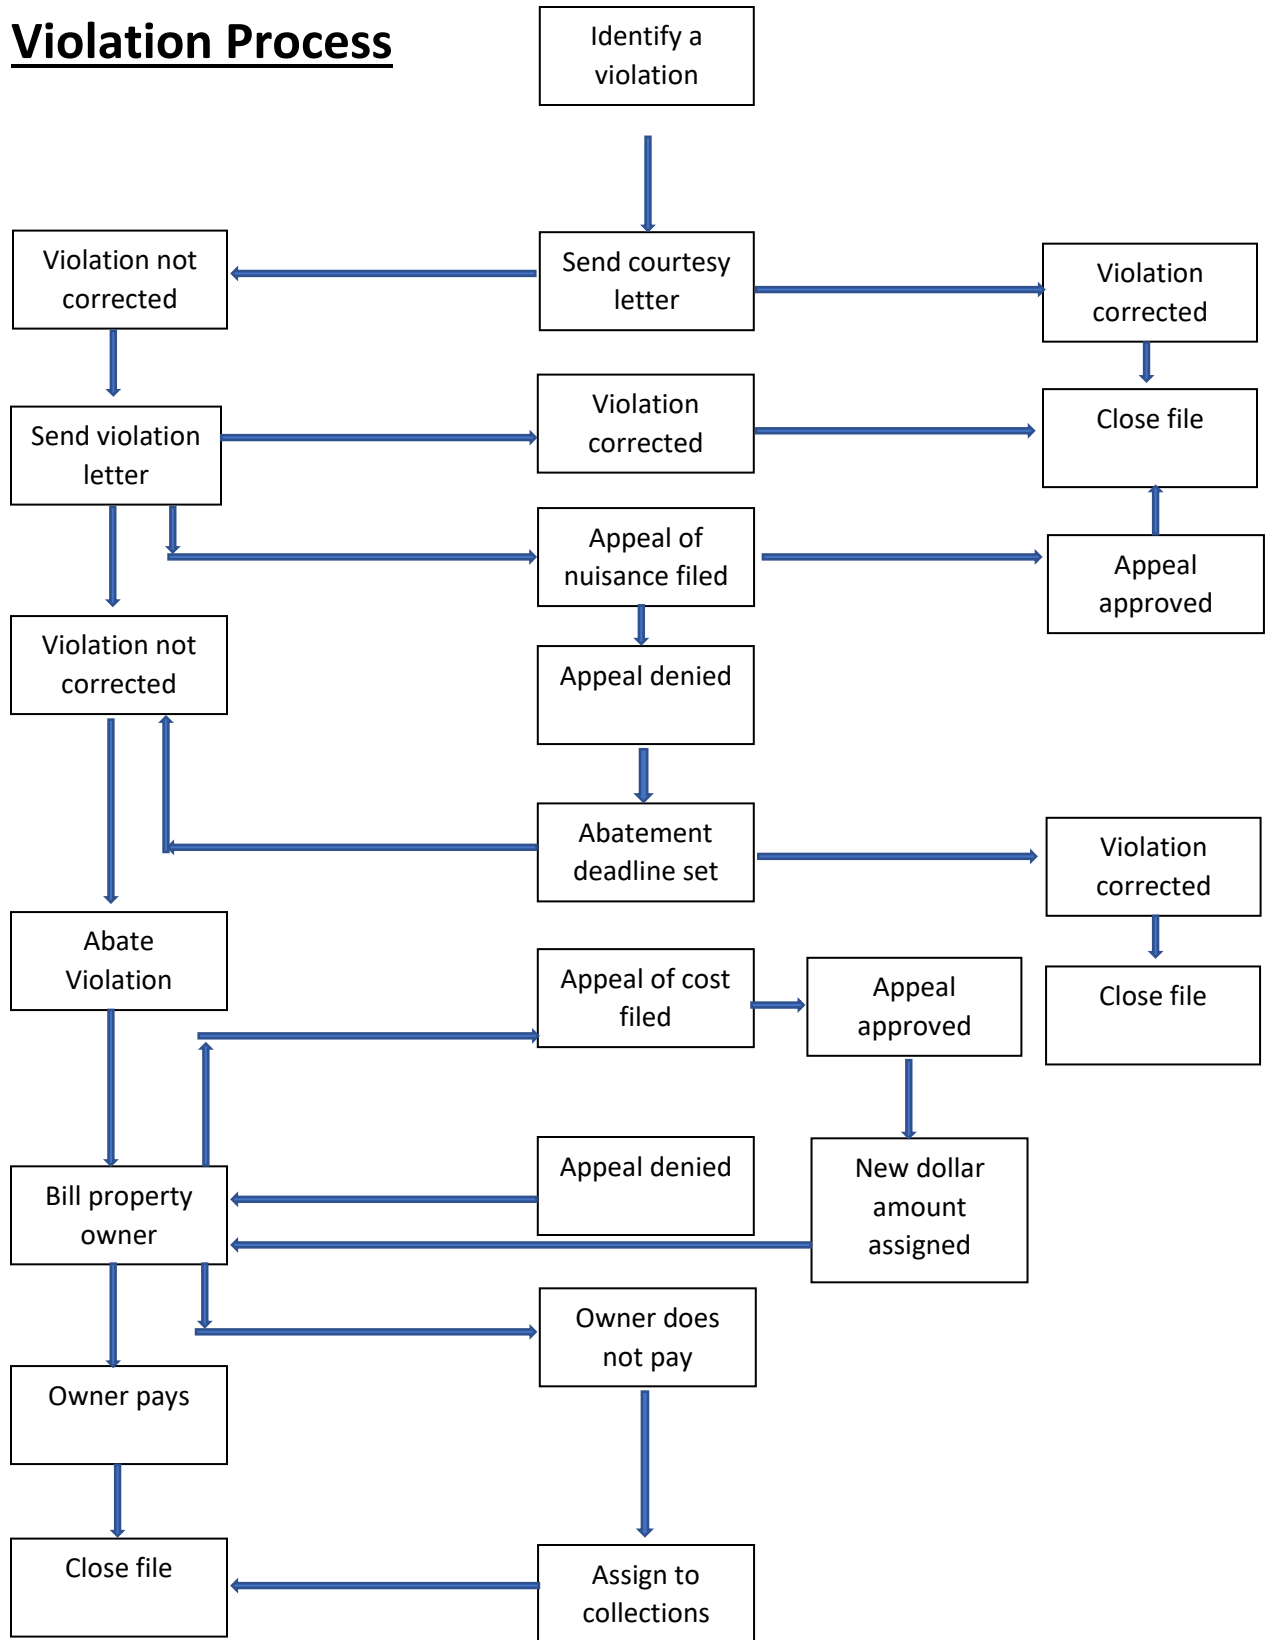 Violation Process
Identify a
violation
Send courtesy
letter
Violation not
corrected
Violation
corrected
Send violation
letter
Violation
corrected
Close file
Appeal of
nuisance filed
Appeal
approved
Violation not
corrected
Appeal denied
Abatement
deadline set
Violation
corrected
Abate
Violation
Appeal of cost
filed
Appeal
approved
Close file
Bill property
owner
Appeal denied
New dollar
amount
assigned
Owner does
not pay
Owner pays
Close file
Assign to
collections